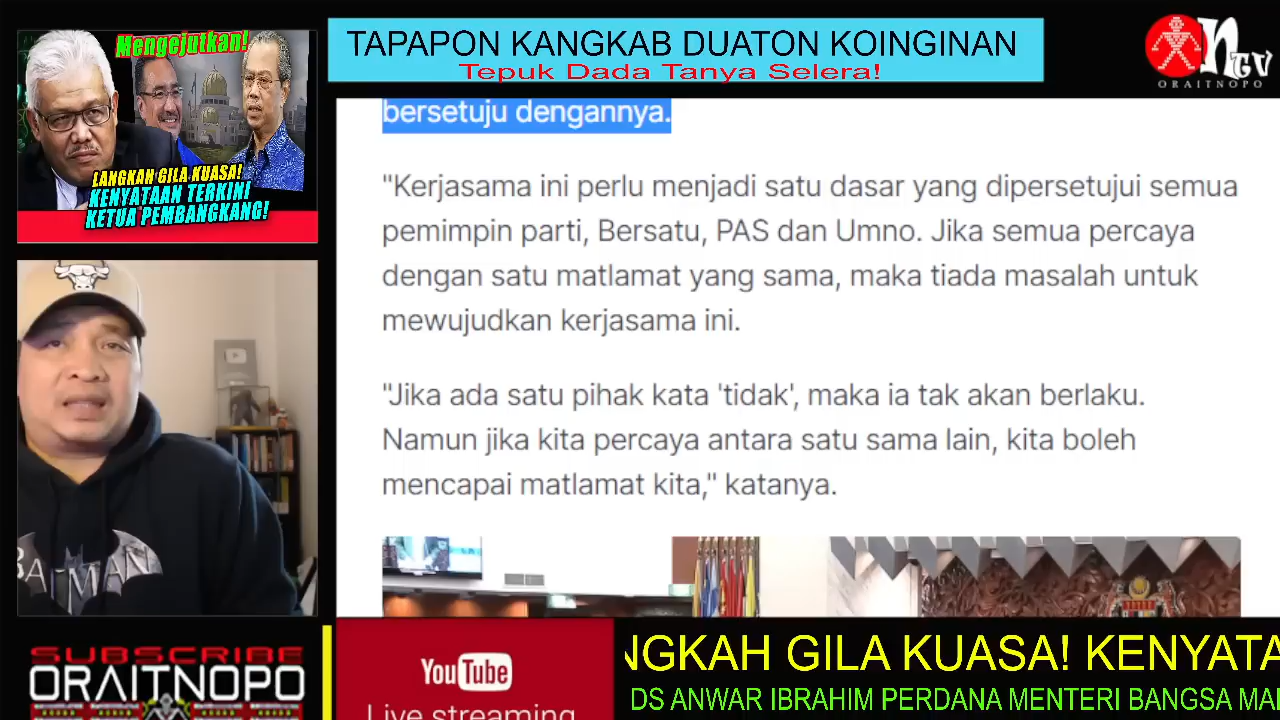 Mengejutkan!
LANGKAH GILA KUASA!
KENYATAAN TERKINI
KETUA PEMBANGKANG!
TAPAPON KANGKAB DUATON KOINGINAN
Tepuk Dada Tanya Selera!
n TV
ORAITNOPO
bersetuju dengannya.
"Kerjasama ini perlu menjadi satu dasar yang dipersetujui semua
pemimpin parti, Bersatu, PAS dan Umno. Jika semua percaya
dengan satu matlamat yang sama, maka tiada masalah untuk
mewujudkan kerjasama ini.
"Jika ada satu pihak kata 'tidak', maka ia tak akan berlaku.
Namun jika kita percaya antara satu sama lain, kita boleh
mencapai matlamat kita," katanya.
BATMAN
SUBSCRIBE
ORAITNOPO
YouTube
Live streaming
NGKAH GILA KUASA! KENYATA
DS ANWAR IBRAHIM PERDANA MENTERI BANGSA MA